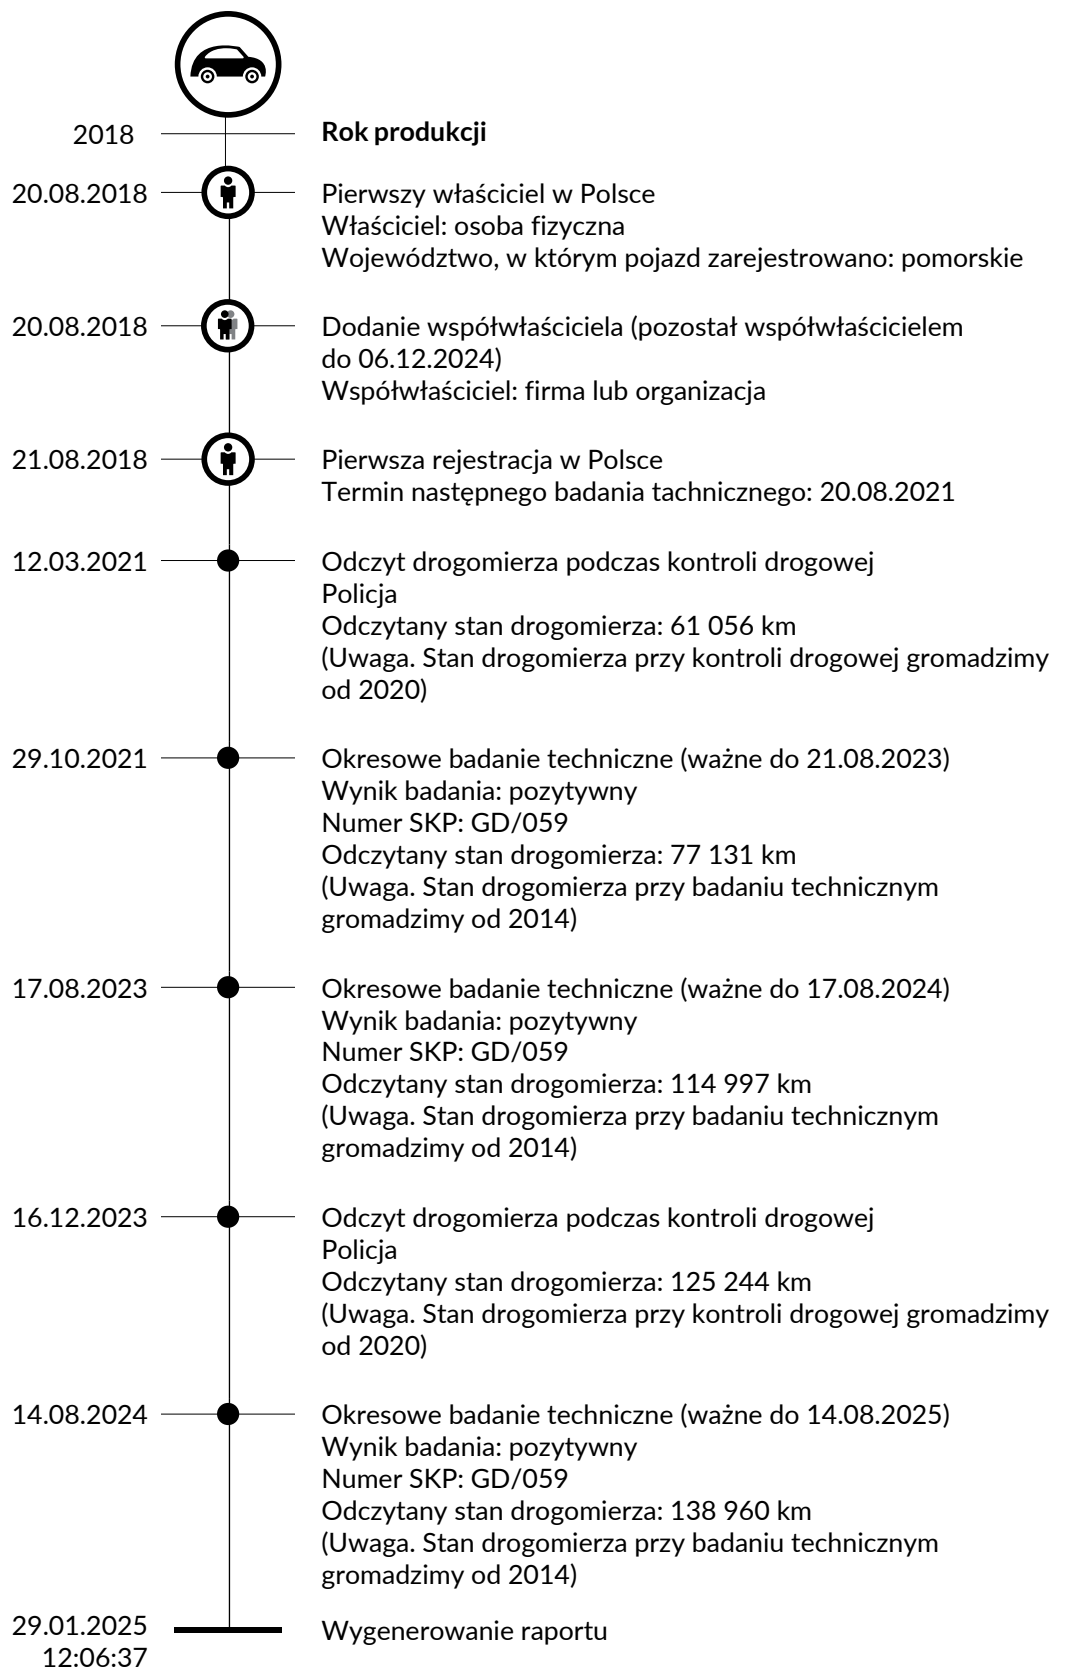 2018
Rok produkcji
20.08.2018
Pierwszy właściciel w Polsce
Właściciel: osoba fizyczna
Województwo, w którym pojazd zarejestrowano: pomorskie
20.08.2018
Dodanie współwłaściciela (pozostał współwłaścicielem
do 06.12.2024)
Współwłaściciel: firma lub organizacja
21.08.2018
Pierwsza rejestracja w Polsce
Termin następnego badania tachnicznego: 20.08.2021
12.03.2021
Odczyt drogomierza podczas kontroli drogowej
Policja
Odczytany stan drogomierza: 61 056 km
(Uwaga. Stan drogomierza przy kontroli drogowej gromadzimy
od 2020)
29.10.2021
Okresowe badanie techniczne (ważne do 21.08.2023)
Wynik badania: pozytywny
Numer SKP: GD/059
Odczytany stan drogomierza: 77 131 km
(Uwaga. Stan drogomierza przy badaniu technicznym
gromadzimy od 2014)
17.08.2023
Okresowe badanie techniczne (ważne do 17.08.2024)
Wynik badania: pozytywny
Numer SKP: GD/059
Odczytany stan drogomierza: 114 997 km
(Uwaga. Stan drogomierza przy badaniu technicznym
gromadzimy od 2014)
16.12.2023
Odczyt drogomierza podczas kontroli drogowej
Policja
Odczytany stan drogomierza: 125 244 km
(Uwaga. Stan drogomierza przy kontroli drogowej gromadzimy
od 2020)
14.08.2024
Okresowe badanie techniczne (ważne do 14.08.2025)
Wynik badania: pozytywny
Numer SKP: GD/059
Odczytany stan drogomierza: 138 960 km
(Uwaga. Stan drogomierza przy badaniu technicznym
gromadzimy od 2014)
29.01.2025
12:06:37
Wygenerowanie raportu